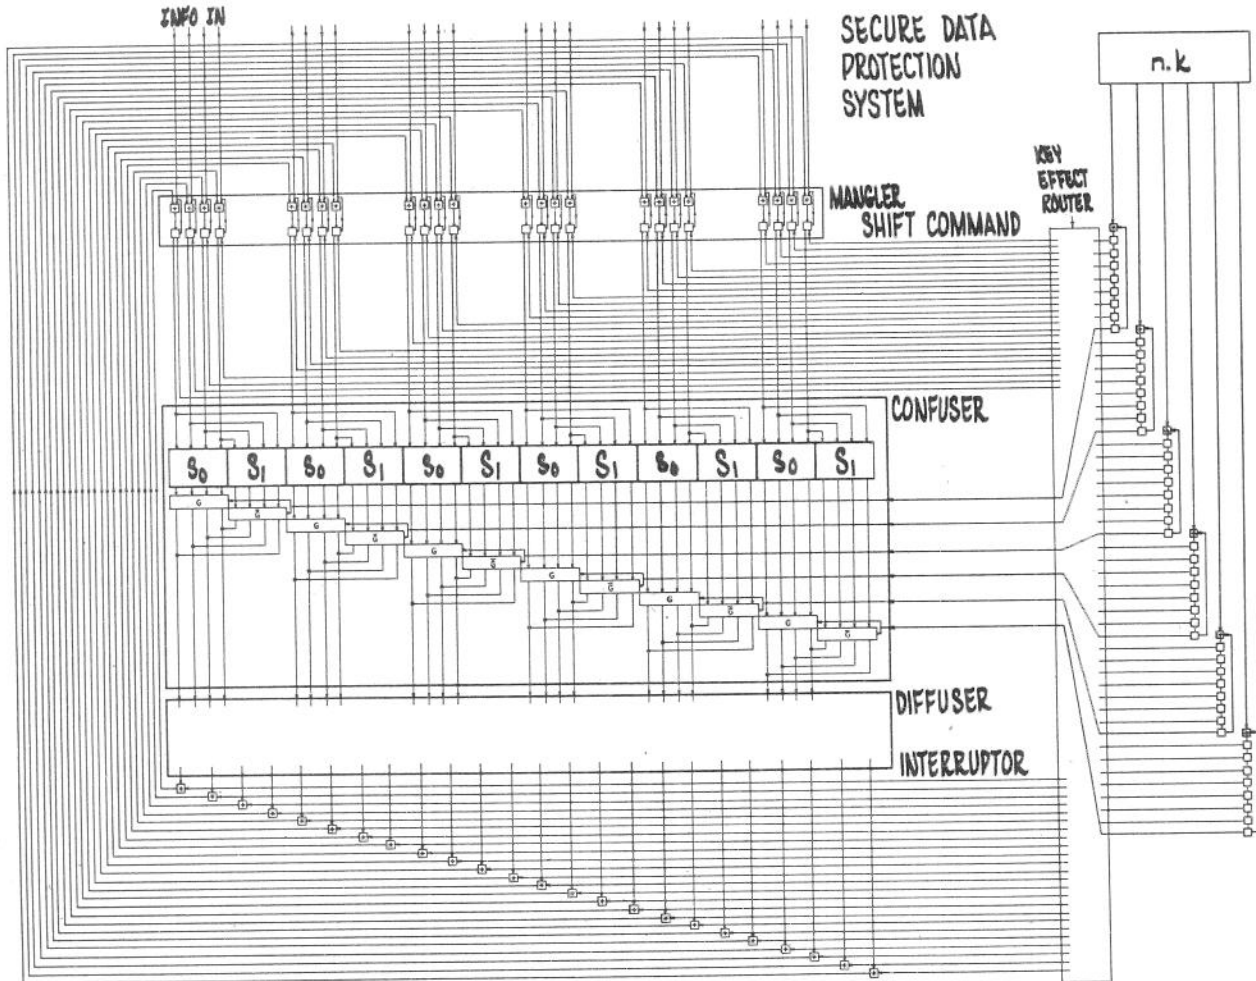 INFO IN
SECURE DATA
PROTECTION
SYSTEM
n.k
KEY
EFFECT
ROUTER
MANGLER
SHIFT COMMAND
CONFUSER
S0 S1 S0 S1 S0 S1 S0 S1 S0 S1 S0 S1
G
G̅
G
G̅
G
G̅
G
G̅
G
G̅
G
G̅
DIFFUSER
INTERRUPTOR